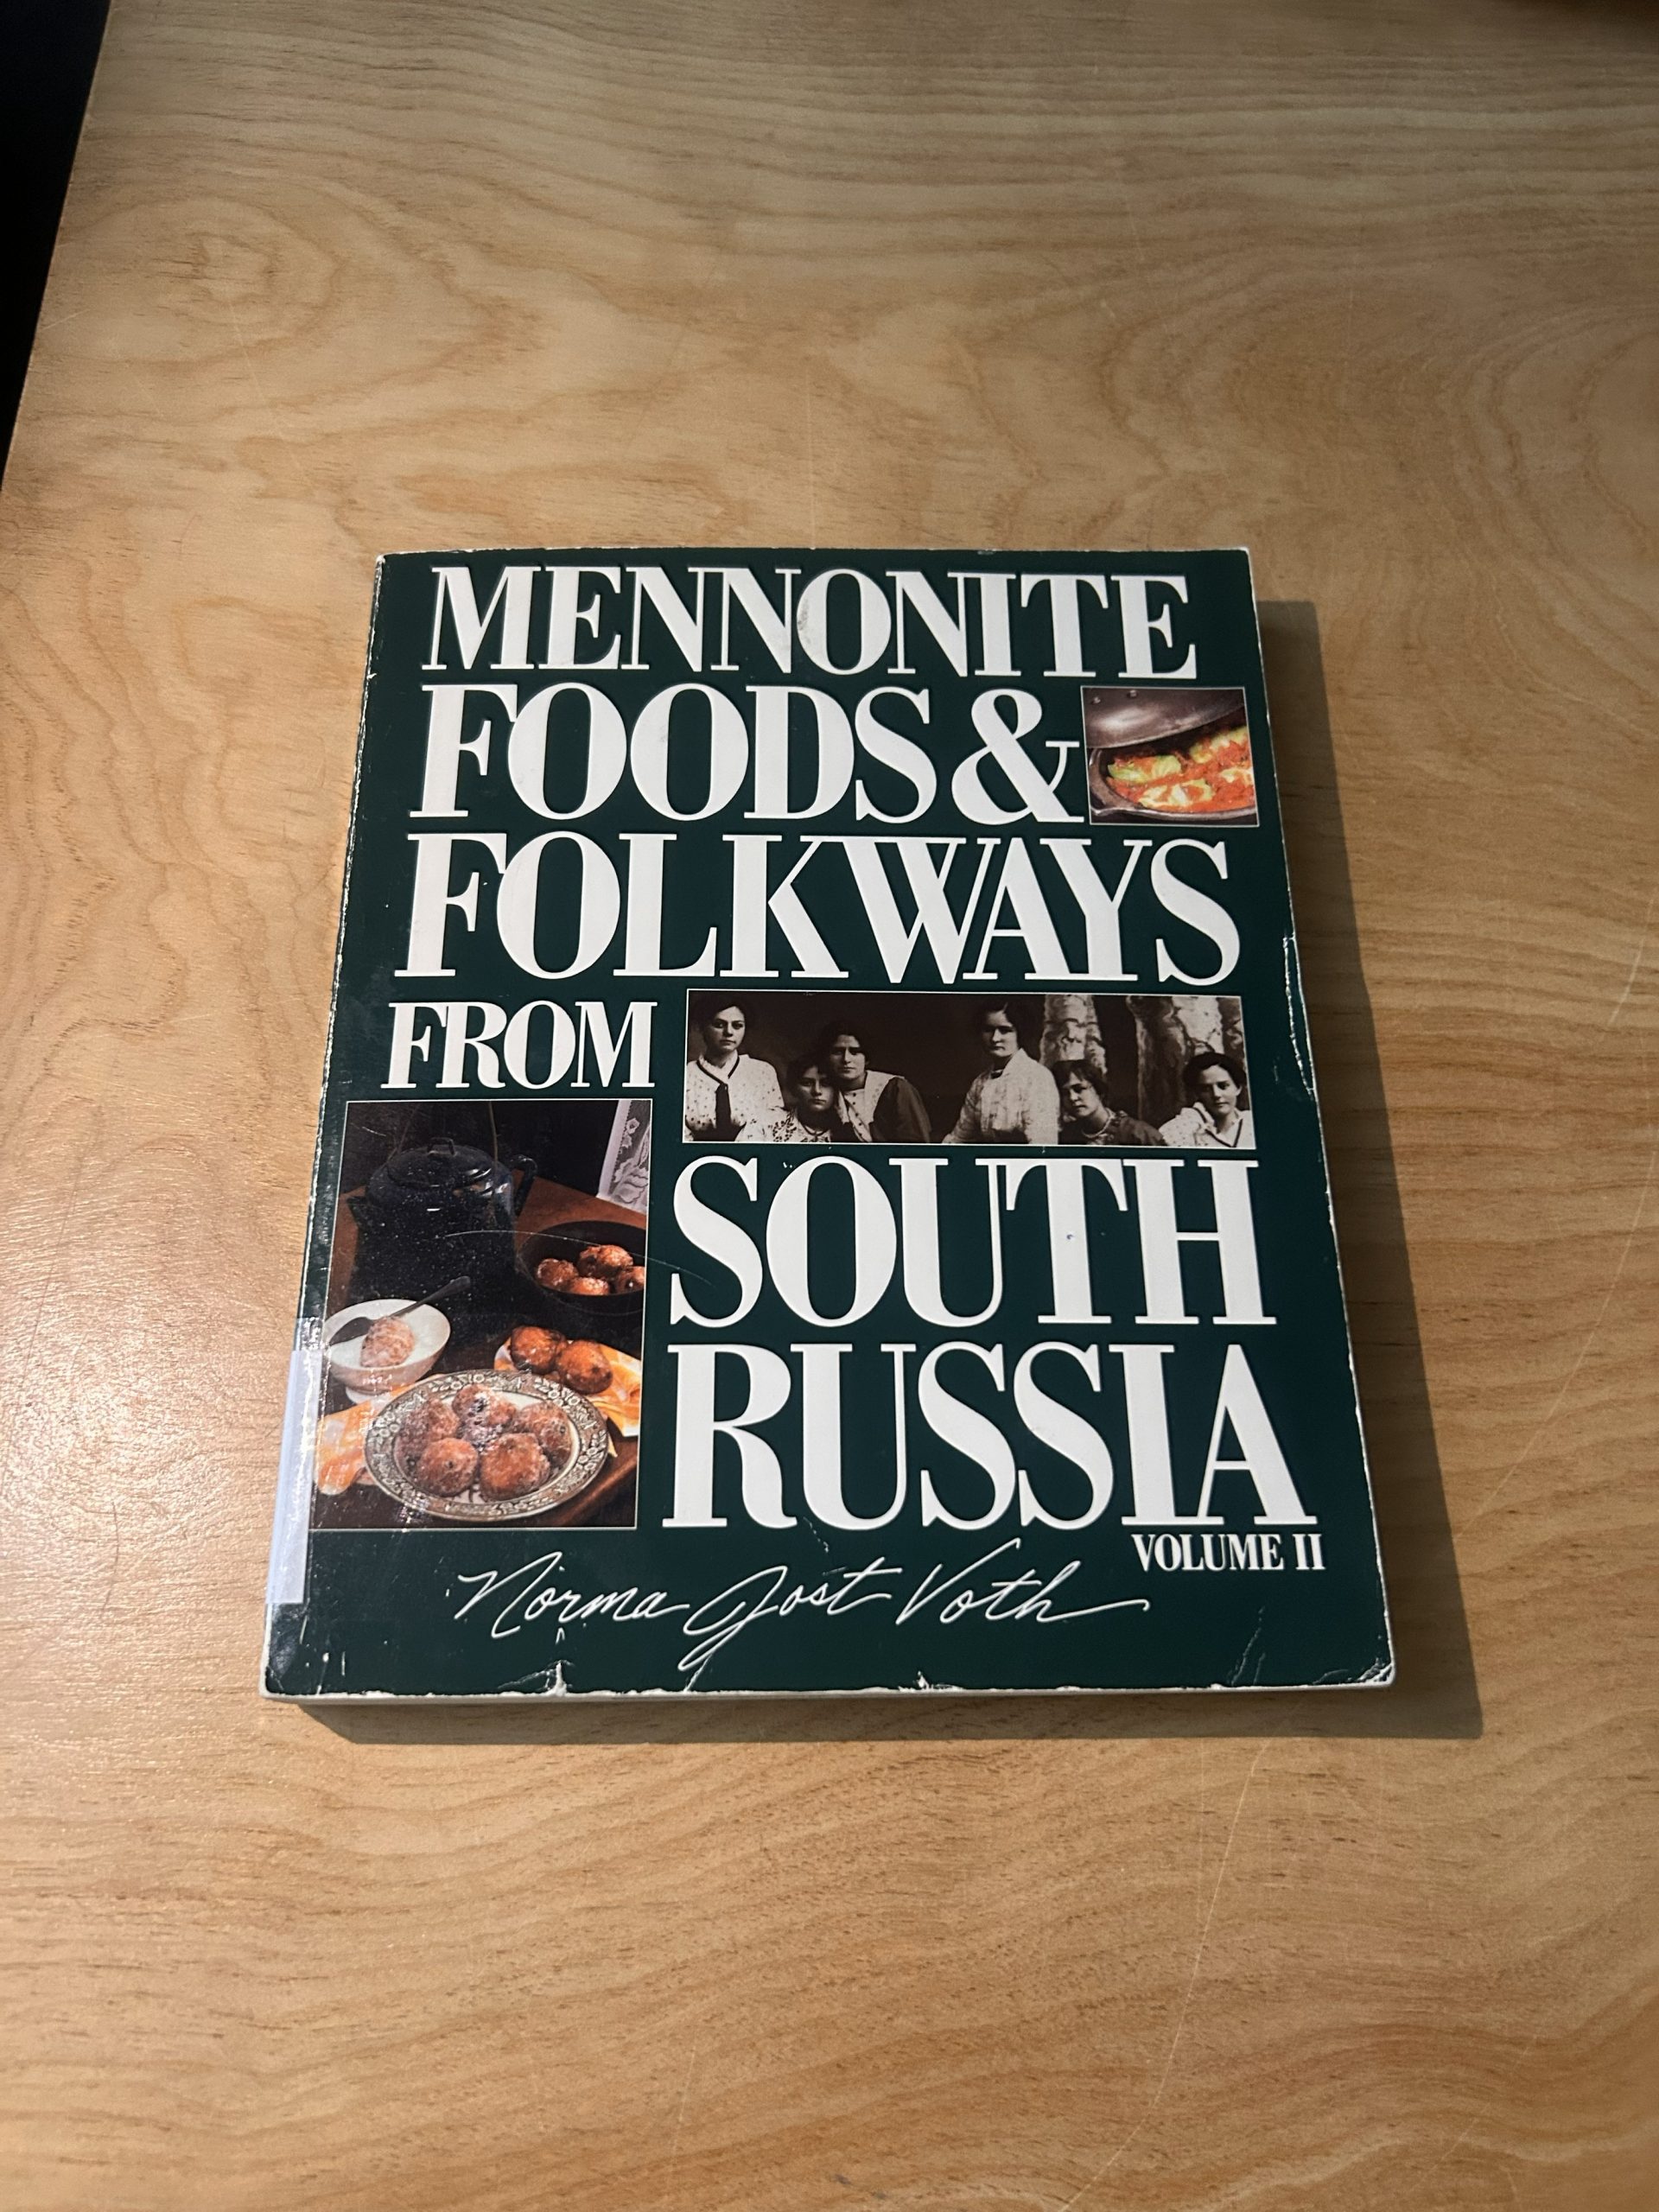 MENNONITE
FOODS &
FOLKWAYS
FROM
SOUTH
RUSSIA
VOLUME II
Norma Jost Voth